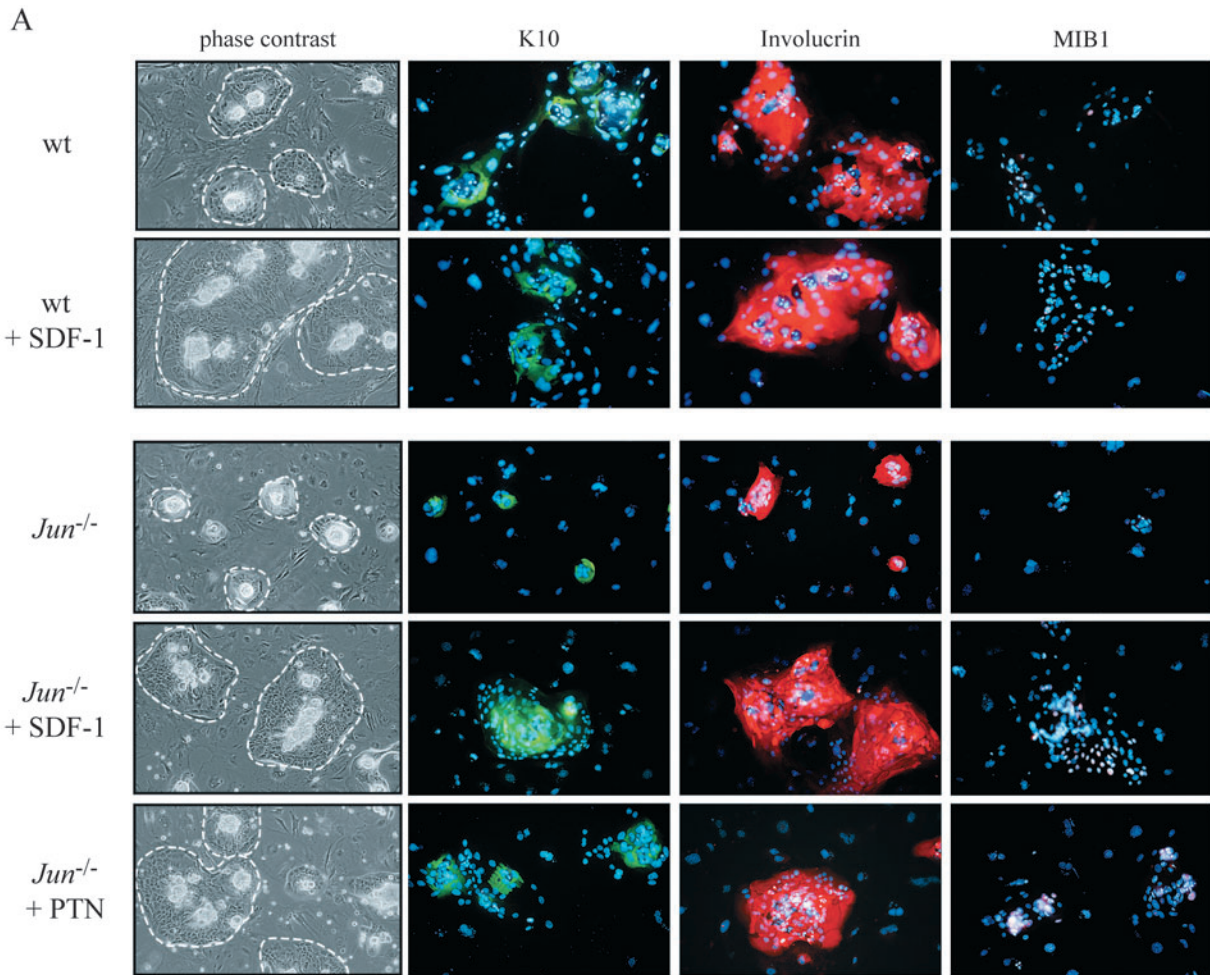 A
phase contrast
K10
Involucrin
MIB1
wt
wt
+ SDF-1
Jun-/-
Jun-/-
+ SDF-1
Jun-/-
+ PTN